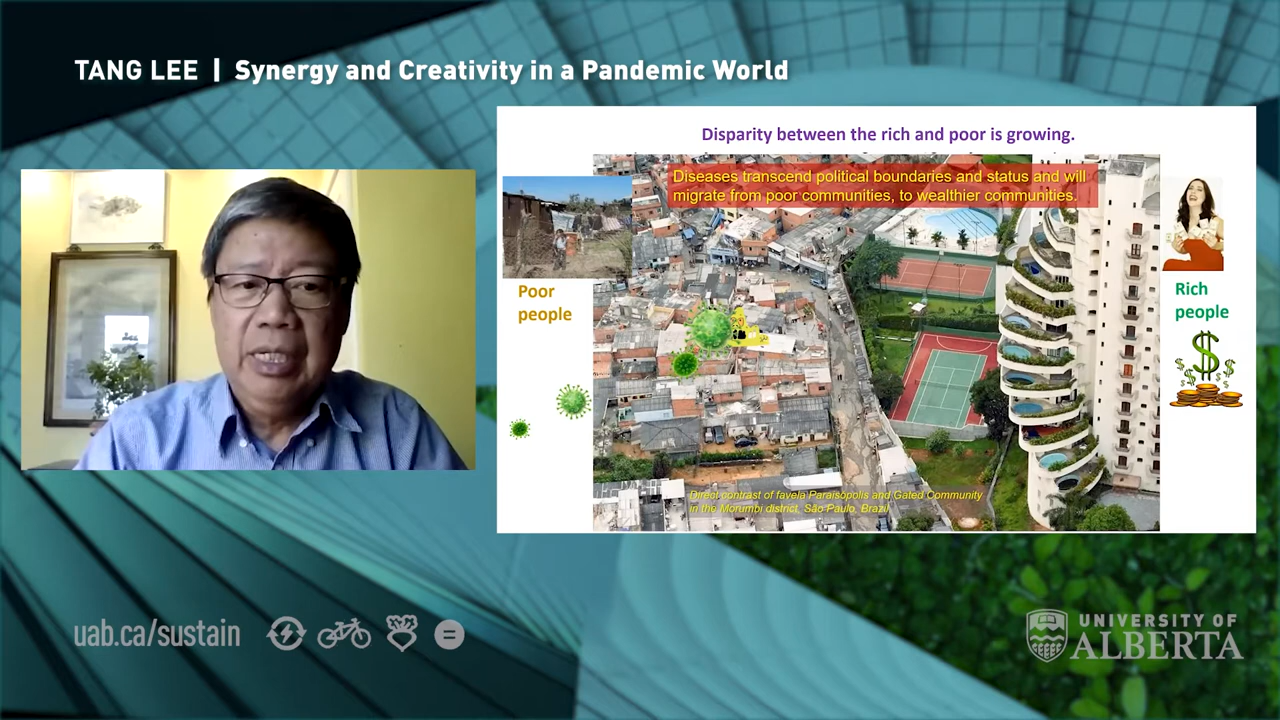 TANG LEE | Synergy and Creativity in a Pandemic World
Disparity between the rich and poor is growing.
Diseases transcend political boundaries and status and will
migrate from poor communities, to wealthier communities.
Poor
people
Rich
people
Direct contrast of favela Paraisopolis and Gated Community
in the Morumbi district, São Paulo, Brazil
uab.ca/sustain
UNIVERSITY OF
ALBERTA